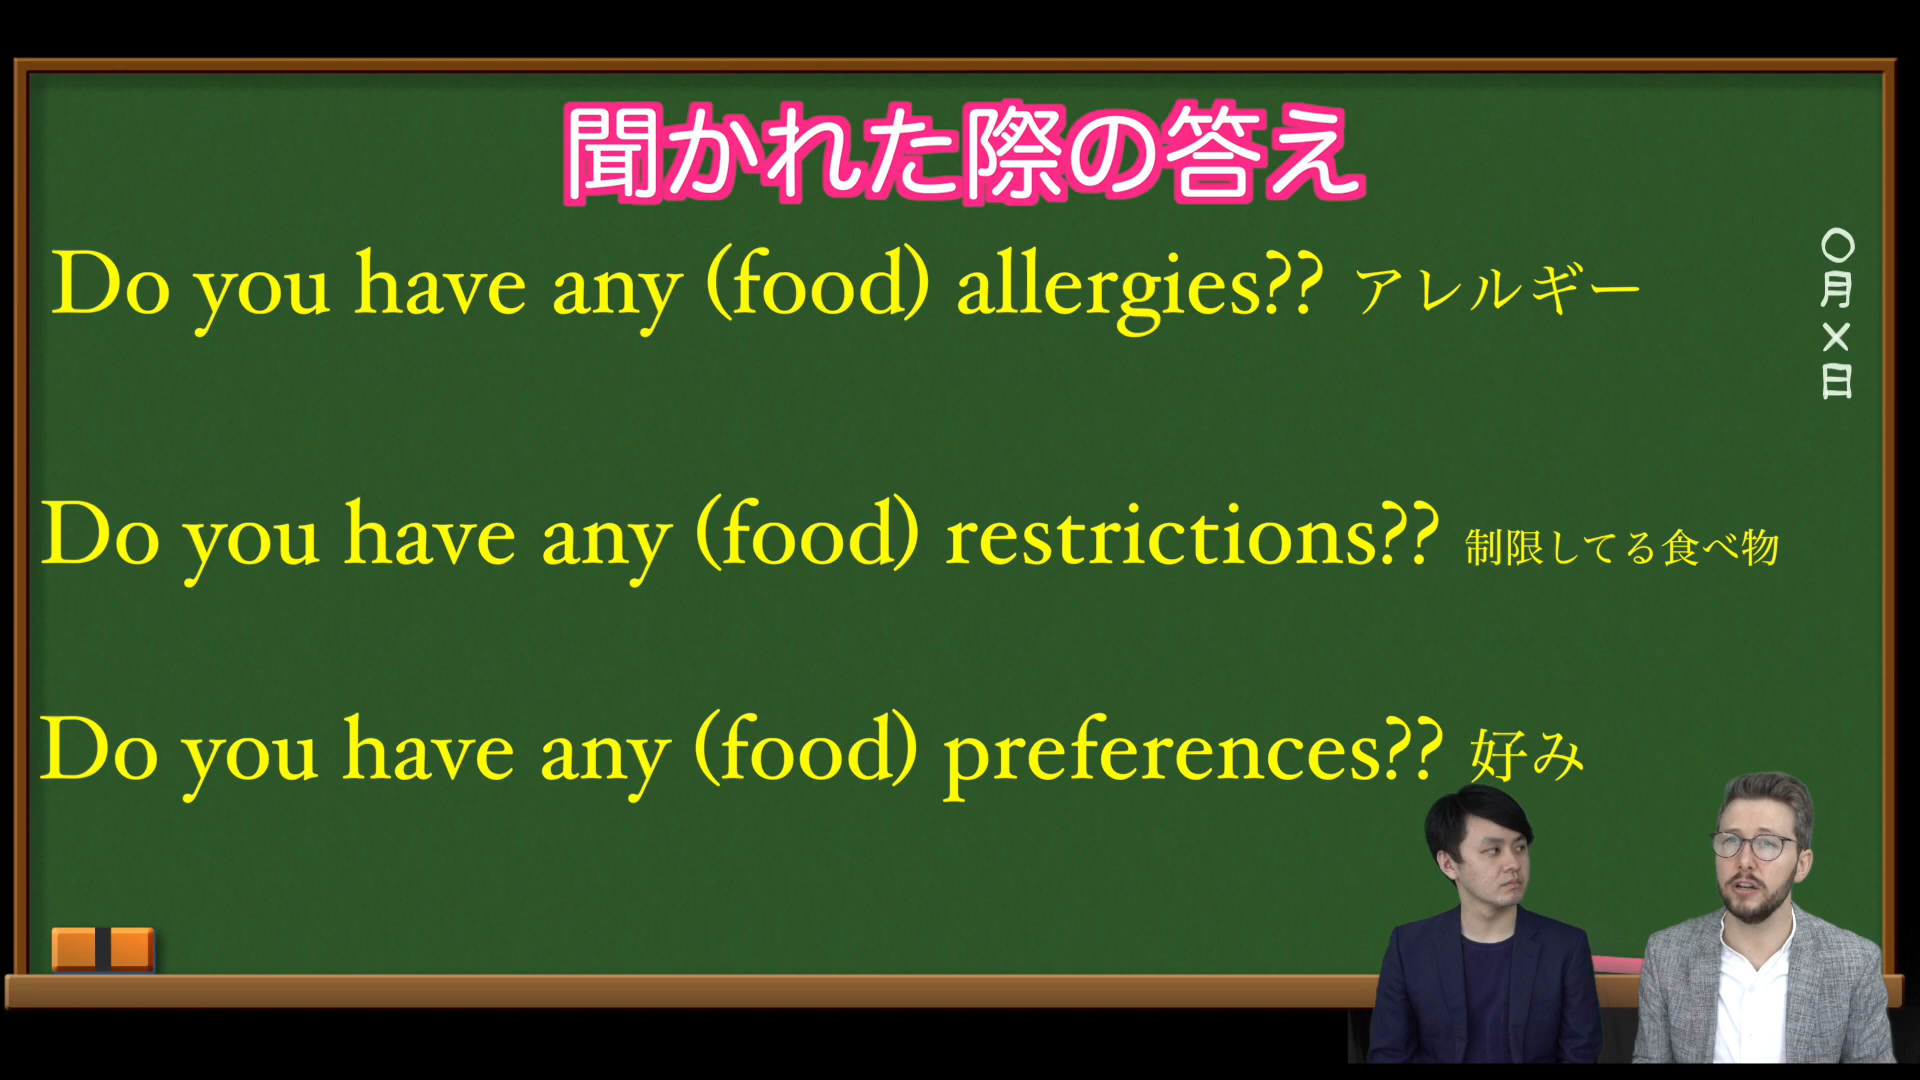 聞かれた際の答え
Do you have any (food) allergies?? アレルギー
Do you have any (food) restrictions?? 制限してる食べ物
Do you have any (food) preferences?? 好み
〇月×日